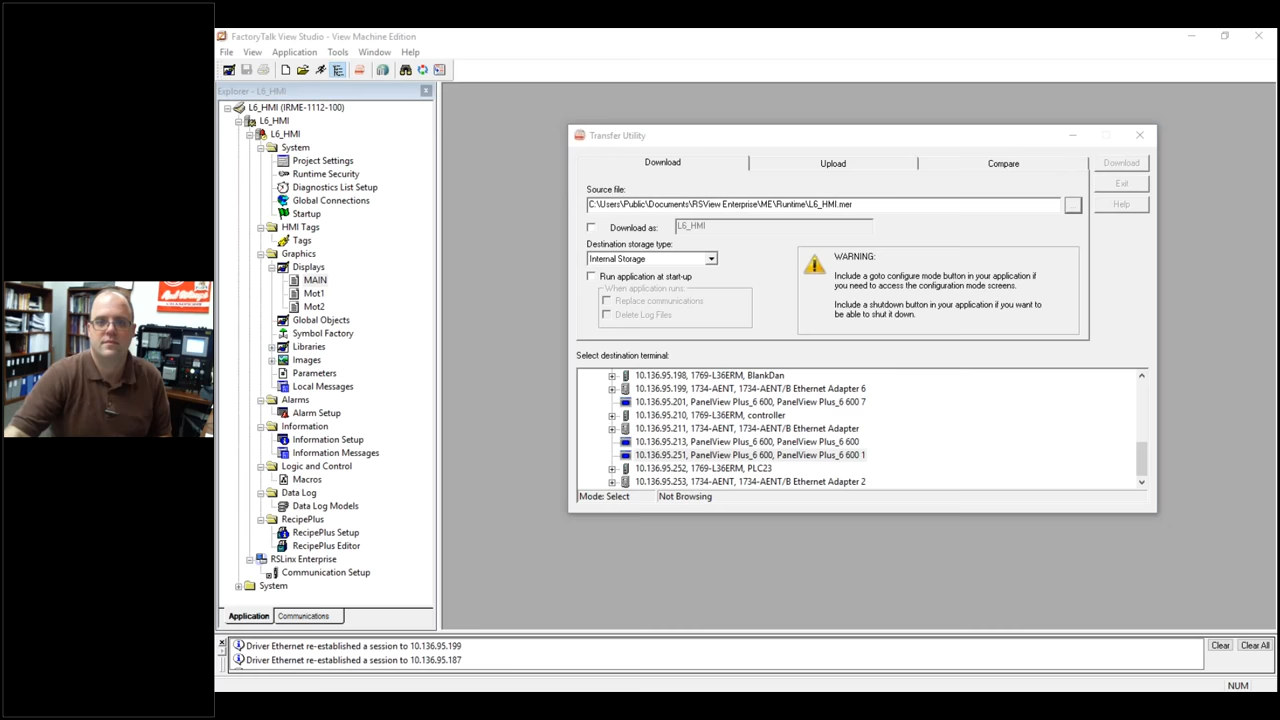 FactoryTalk View Studio - View Machine Edition
File View Application Tools Window Help
Explorer - L6_HMI
L6_HMI (IRME-1112-100)
L6_HMI
L6_HMI
System
Project Settings
Runtime Security
Diagnostics List Setup
Global Connections
Startup
HMI Tags
Tags
Graphics
Displays
MAIN
Mot1
Mot2
Global Objects
Symbol Factory
Libraries
Images
Parameters
Local Messages
Alarms
Alarm Setup
Information
Information Setup
Information Messages
Logic and Control
Macros
Data Log
Data Log Models
RecipePlus
RecipePlus Setup
RecipePlus Editor
RSLinx Enterprise
Communication Setup
System
Application Communications
Transfer Utility
Download Upload Compare Download
Exit
Help
Source file:
C:\Users\Public\Documents\RSView Enterprise\ME\Runtime\L6_HMI.mer
...
Download as: L6_HMI
Destination storage type:
Internal Storage
Run application at start-up
When application runs:
Replace communications
Delete Log Files
WARNING:
Include a goto configure mode button in your application if
you need to access the configuration mode screens.
Include a shutdown button in your application if you want to
be able to shut it down.
Select destination terminal:
10.136.95.198, 1769-L36ERM, BlankDan
10.136.95.199, 1734-AENT, 1734-AENT/B Ethernet Adapter 6
10.136.95.201, PanelView Plus_6 600, PanelView Plus_6 600 7
10.136.95.210, 1769-L36ERM, controller
10.136.95.211, 1734-AENT, 1734-AENT/B Ethernet Adapter
10.136.95.213, PanelView Plus_6 600, PanelView Plus_6 600
10.136.95.251, PanelView Plus_6 600, PanelView Plus_6 600 1
10.136.95.252, 1769-L36ERM, PLC23
10.136.95.253, 1734-AENT, 1734-AENT/B Ethernet Adapter 2
Mode: Select Not Browsing
Driver Ethernet re-established a session to 10.136.95.199
Driver Ethernet re-established a session to 10.136.95.187
Clear Clear All
NUM